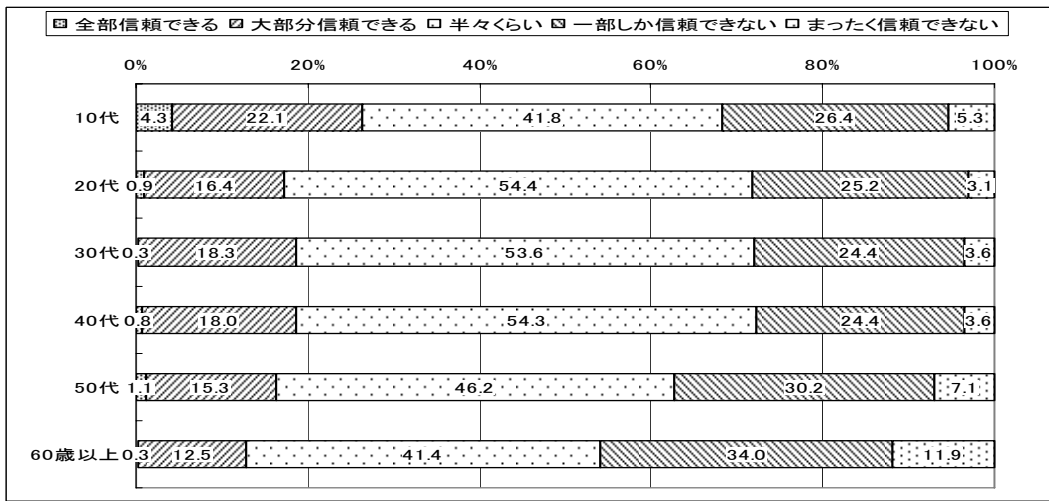 全部信頼できる 大部分信頼できる 半々くらい 一部しか信頼できない まったく信頼できない
0% 20% 40% 60% 80% 100%
10代 4.3 22.1 41.8 26.4 5.3
20代 0.9 16.4 54.4 25.2 3.1
30代 0.3 18.3 53.6 24.4 3.6
40代 0.8 18.0 54.3 24.4 3.6
50代 1.1 15.3 46.2 30.2 7.1
60歳以上 0.3 12.5 41.4 34.0 11.9